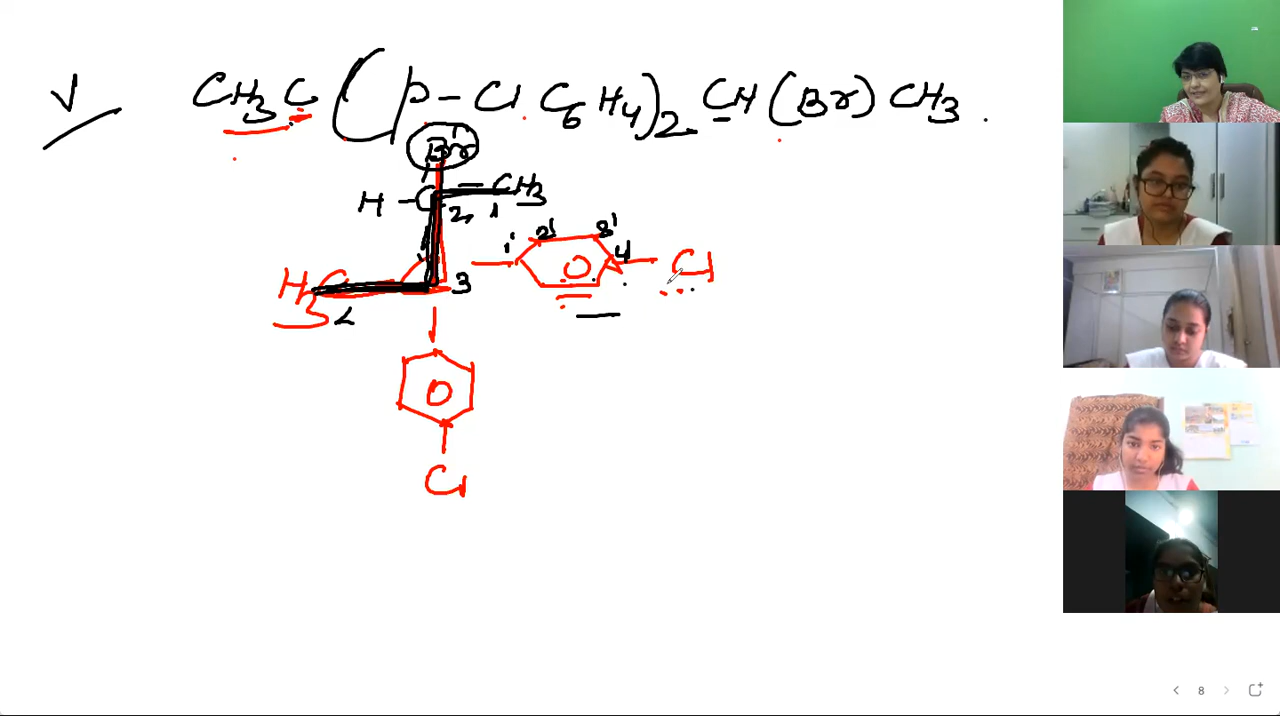 V CH3C (p-Cl C6H4)2 CH(Br) CH3.
Br
H-C-CH3
2 1
1' 2' 3' 4 Cl
H3C 3
4
Cl
8